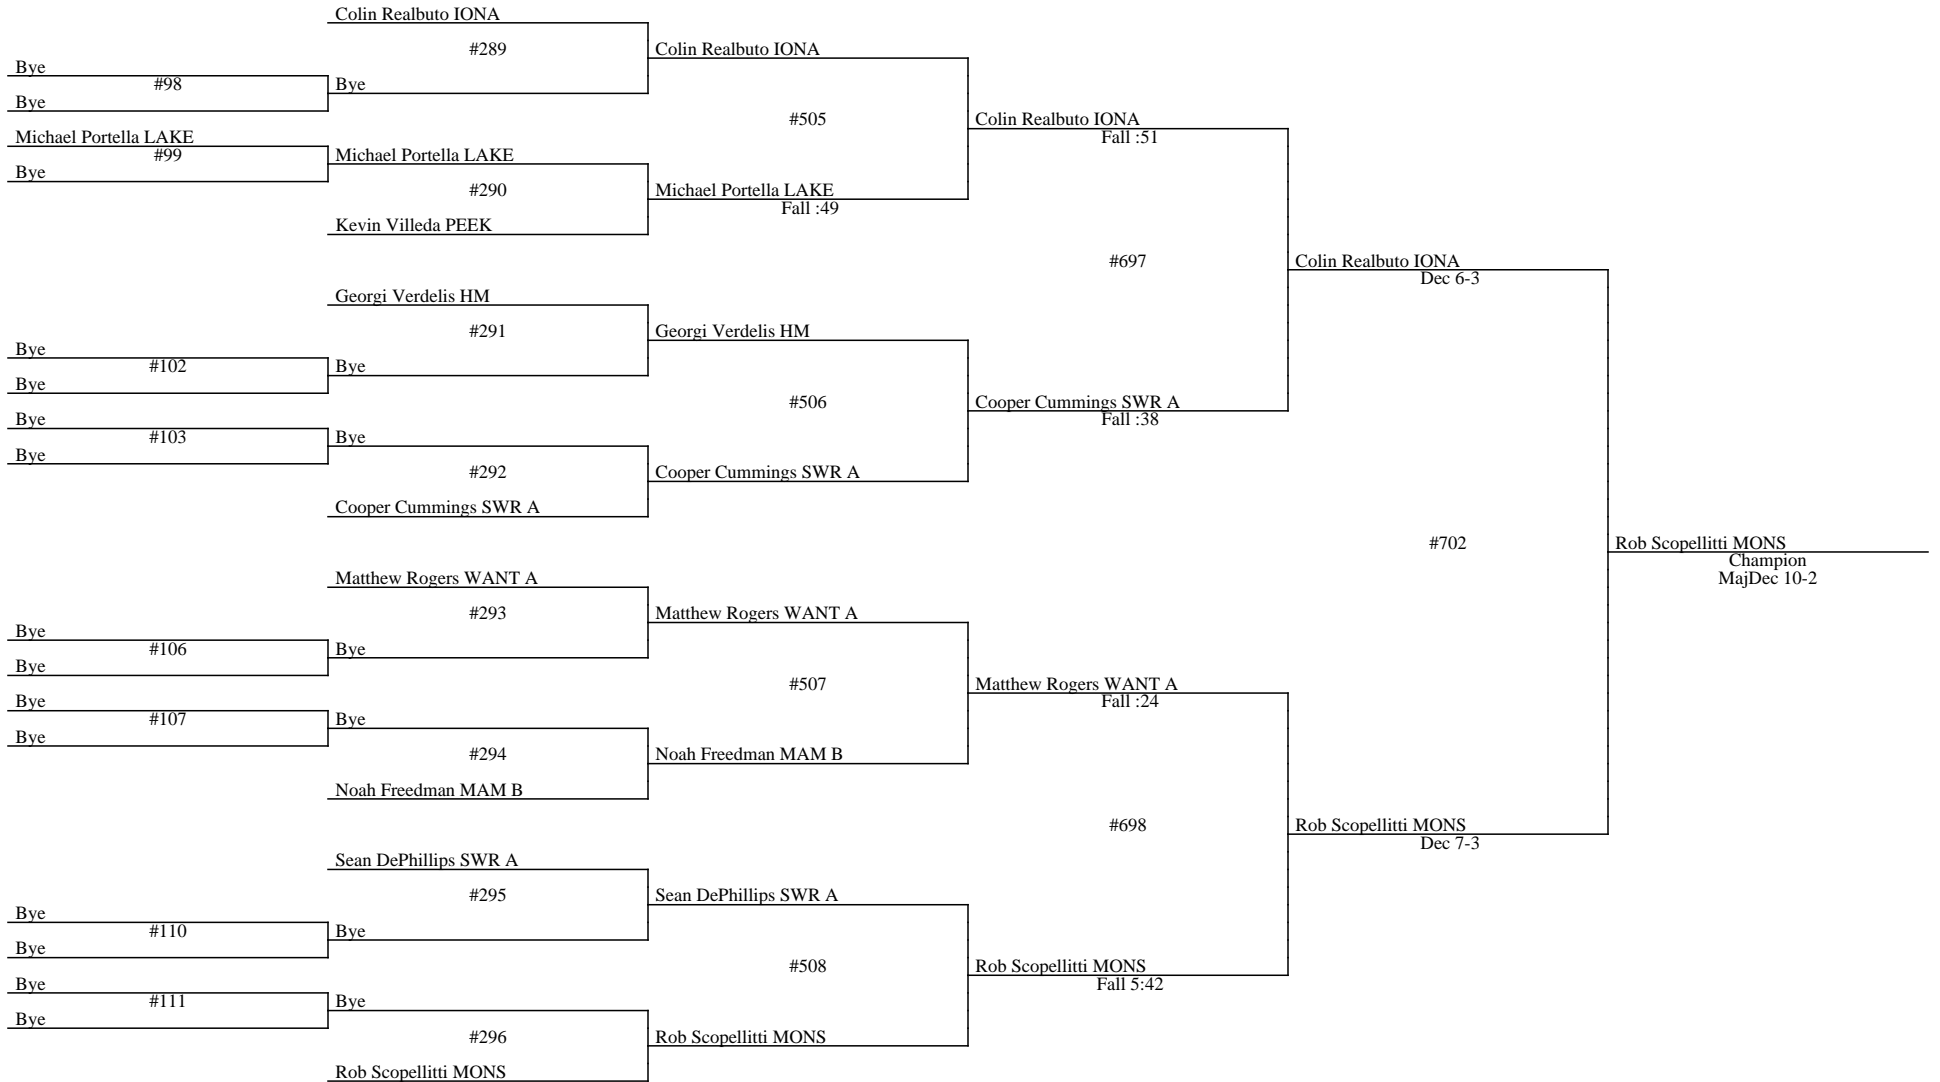 Colin Realbuto IONA
#289
Colin Realbuto IONA
Bye
#98
Bye
Bye
Michael Portella LAKE
#99
Bye
Michael Portella LAKE
#290
Michael Portella LAKE
Fall :49
Kevin Villeda PEEK
#505
Colin Realbuto IONA
Fall :51
#697
Colin Realbuto IONA
Dec 6-3
Georgi Verdelis HM
#291
Georgi Verdelis HM
Bye
#102
Bye
Bye
Bye
#103
Bye
Bye
#292
Cooper Cummings SWR A
Cooper Cummings SWR A
#506
Cooper Cummings SWR A
Fall :38
#702
Rob Scopellitti MONS
Champion
MajDec 10-2
Matthew Rogers WANT A
#293
Matthew Rogers WANT A
Bye
#106
Bye
Bye
Bye
#107
Bye
Bye
#294
Noah Freedman MAM B
Noah Freedman MAM B
#507
Matthew Rogers WANT A
Fall :24
#698
Rob Scopellitti MONS
Dec 7-3
Sean DePhillips SWR A
#295
Sean DePhillips SWR A
Bye
#110
Bye
Bye
Bye
#111
Bye
Bye
#296
Rob Scopellitti MONS
Rob Scopellitti MONS
#508
Rob Scopellitti MONS
Fall 5:42